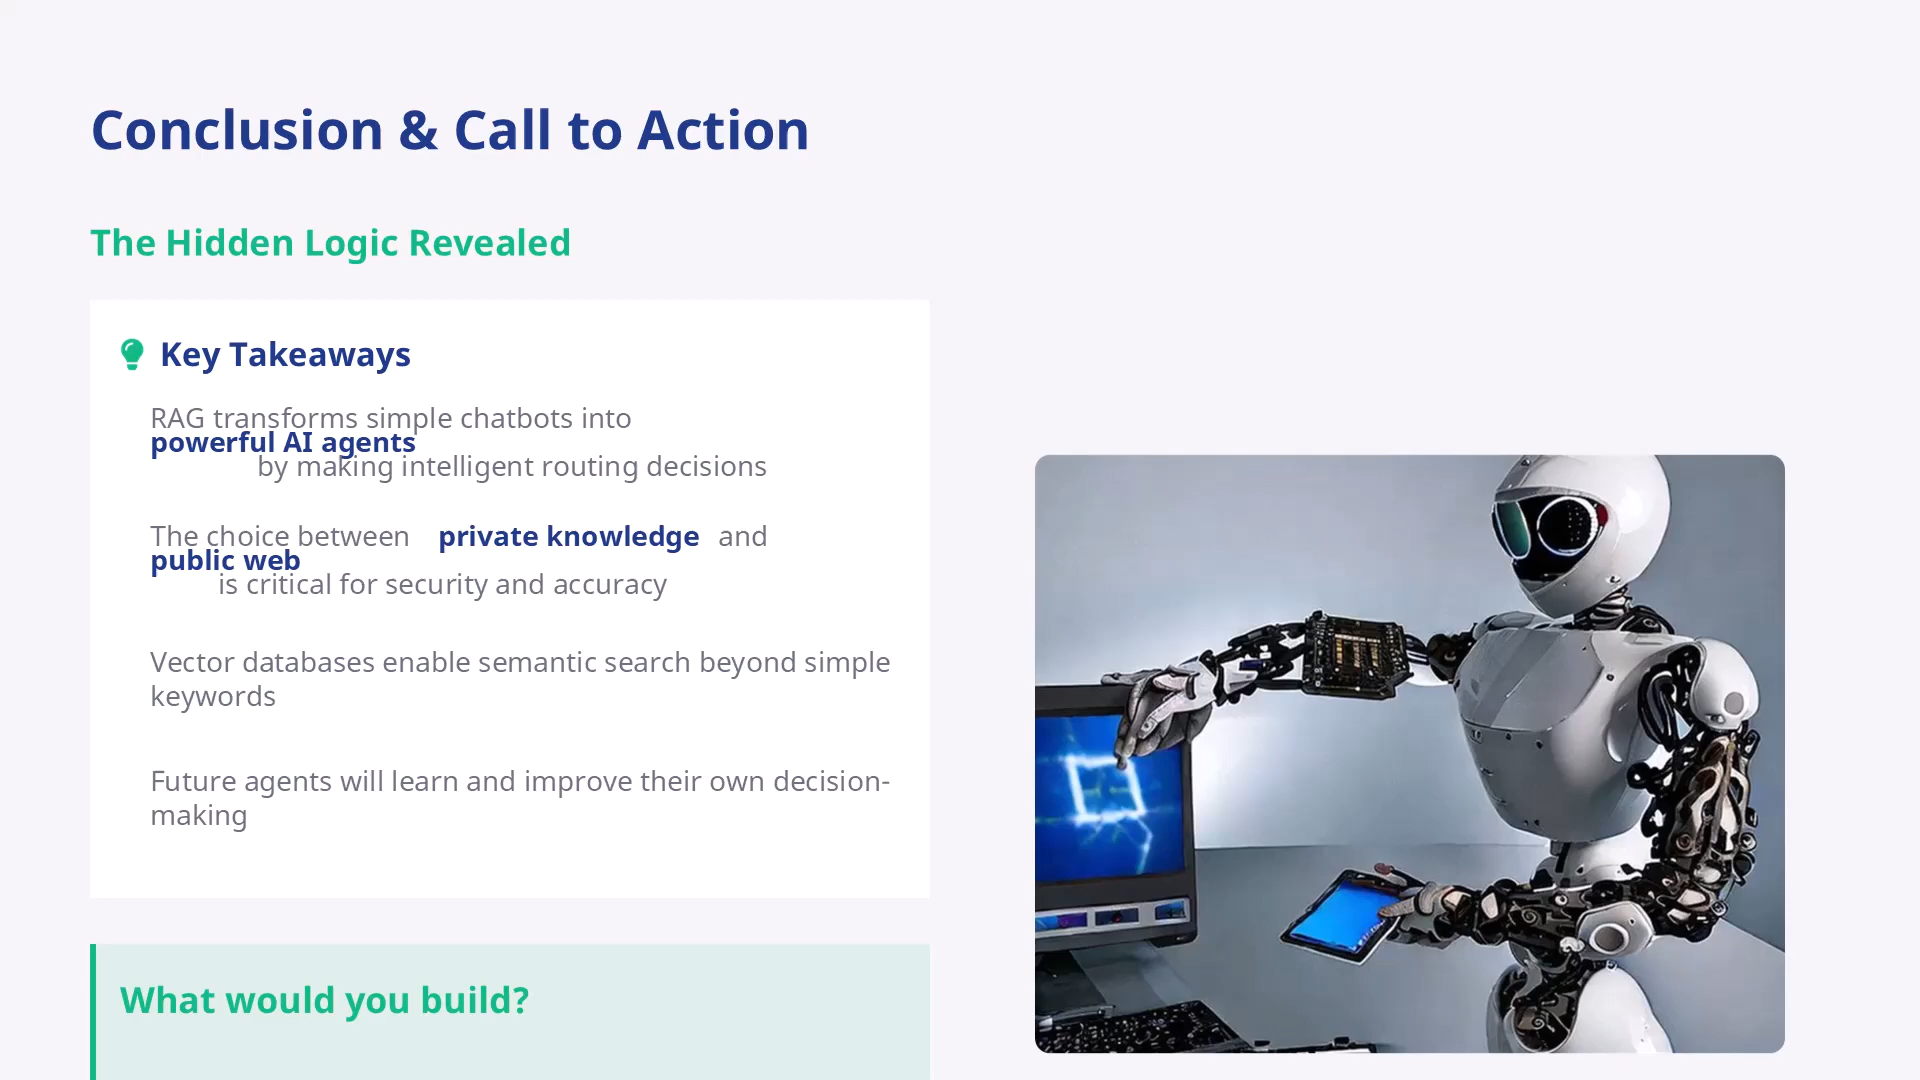 Conclusion & Call to Action
The Hidden Logic Revealed
Key Takeaways
RAG transforms simple chatbots into
powerful AI agents
by making intelligent routing decisions
The choice between private knowledge and
public web
is critical for security and accuracy
Vector databases enable semantic search beyond simple
keywords
Future agents will learn and improve their own decision-
making
What would you build?